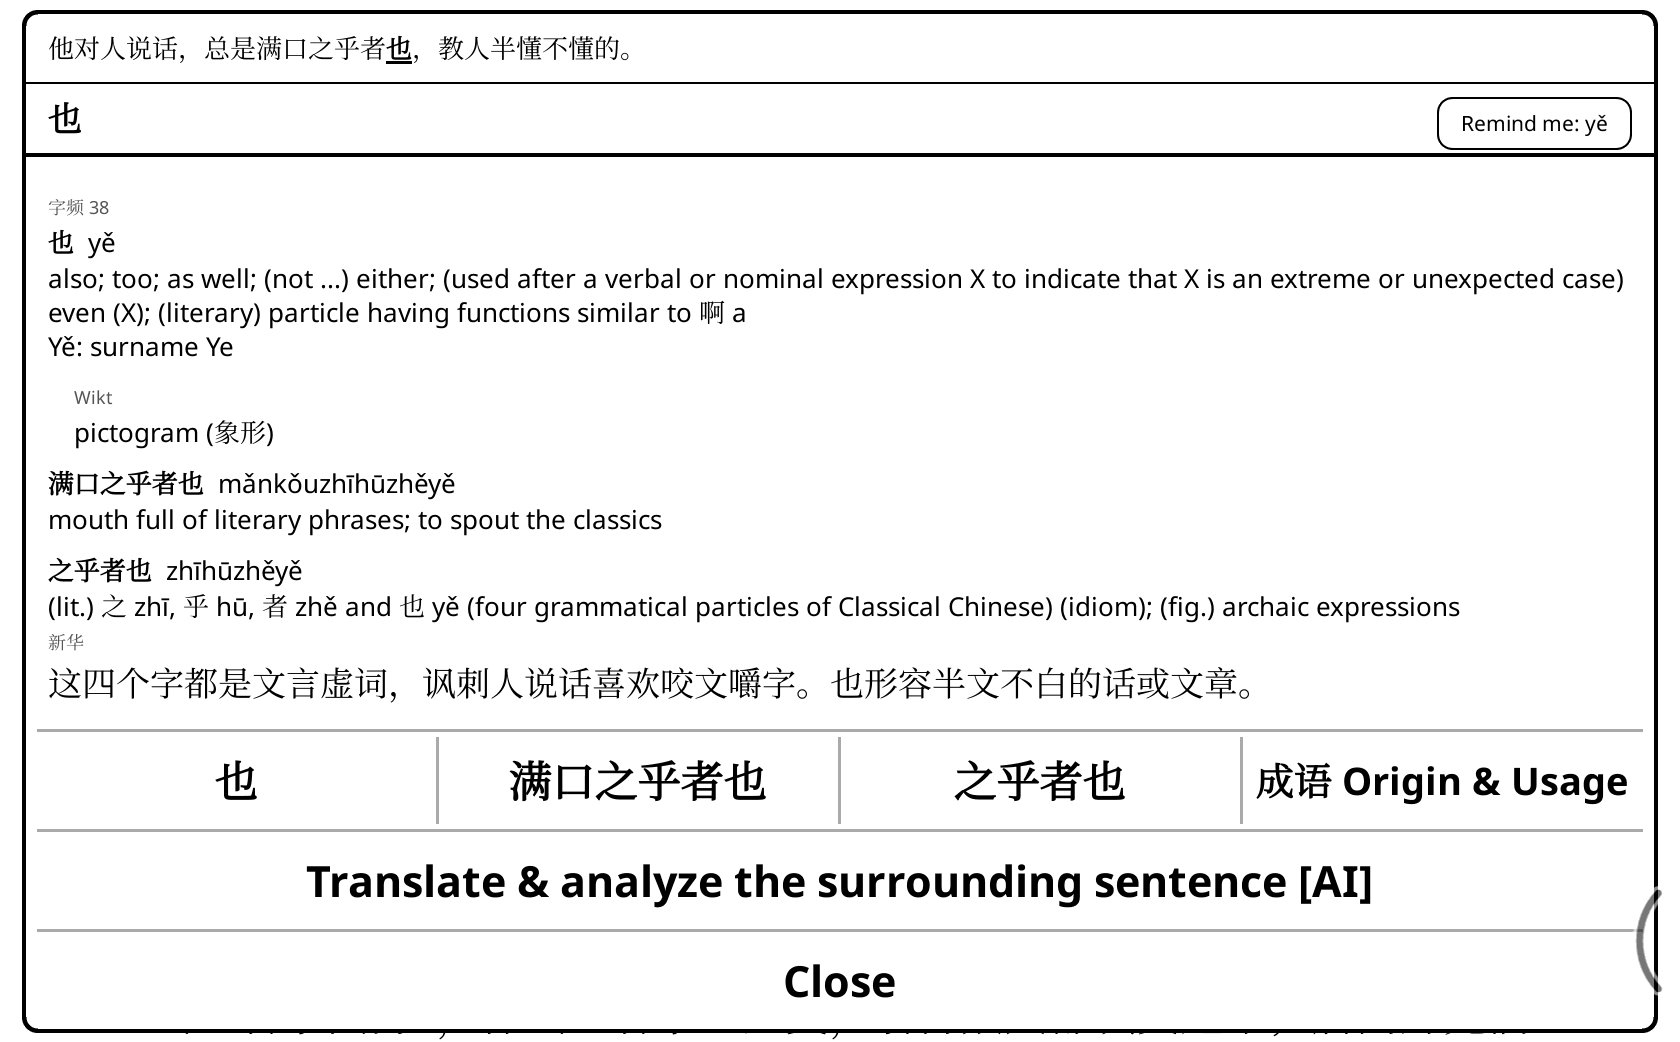 他对人说话，总是满口之乎者也，教人半懂不懂的。
也
Remind me: yě
字频 38
也 yě
also; too; as well; (not ...) either; (used after a verbal or nominal expression X to indicate that X is an extreme or unexpected case)
even (X); (literary) particle having functions similar to 啊 a
Yě: surname Ye
Wikt
pictogram (象形)
满口之乎者也 mǎnkǒuzhīhūzhěyě
mouth full of literary phrases; to spout the classics
之乎者也 zhīhūzhěyě
(lit.) 之 zhī, 乎 hū, 者 zhě and 也 yě (four grammatical particles of Classical Chinese) (idiom); (fig.) archaic expressions
新华
这四个字都是文言虚词，讽刺人说话喜欢咬文嚼字。也形容半文不白的话或文章。
也
满口之乎者也
之乎者也
成语 Origin & Usage
Translate & analyze the surrounding sentence [AI]
Close